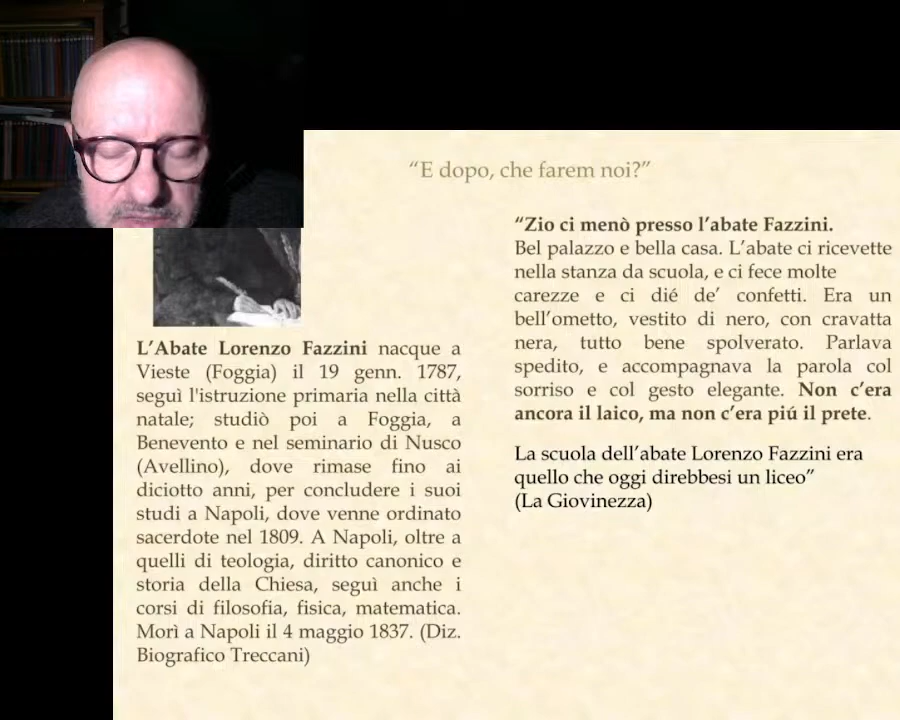 “E dopo, che farem noi?”
L’Abate Lorenzo Fazzini nacque a
Vieste (Foggia) il 19 genn. 1787,
seguì l'istruzione primaria nella città
natale; studiò poi a Foggia, a
Benevento e nel seminario di Nusco
(Avellino), dove rimase fino ai
diciotto anni, per concludere i suoi
studi a Napoli, dove venne ordinato
sacerdote nel 1809. A Napoli, oltre a
quelli di teologia, diritto canonico e
storia della Chiesa, seguì anche i
corsi di filosofia, fisica, matematica.
Morì a Napoli il 4 maggio 1837. (Diz.
Biografico Treccani)
“Zio ci menò presso l’abate Fazzini.
Bel palazzo e bella casa. L’abate ci ricevette
nella stanza da scuola, e ci fece molte
carezze e ci dié de’ confetti. Era un
bell’ometto, vestito di nero, con cravatta
nera, tutto bene spolverato. Parlava
spedito, e accompagnava la parola col
sorriso e col gesto elegante. Non c’era
ancora il laico, ma non c’era piú il prete.
La scuola dell’abate Lorenzo Fazzini era
quello che oggi direbbesi un liceo”
(La Giovinezza)